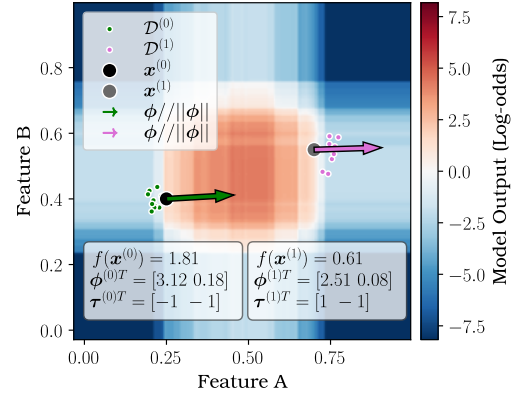 𝒟⁽⁰⁾
𝒟⁽¹⁾
𝒙⁽⁰⁾
𝒙⁽¹⁾
ϕ//||ϕ||
ϕ//||ϕ||
f(𝒙⁽⁰⁾) = 1.81
ϕ⁽⁰⁾ᵀ = [3.12 0.18]
τ⁽⁰⁾ᵀ = [−1 −1]
f(𝒙⁽¹⁾) = 0.61
ϕ⁽¹⁾ᵀ = [2.51 0.08]
τ⁽¹⁾ᵀ = [1 −1]
Feature B
0.8
0.6
0.4
0.2
0.0
0.00 0.25 0.50 0.75
Feature A
7.5
5.0
2.5
0.0
−2.5
−5.0
−7.5
Model Output (Log-odds)